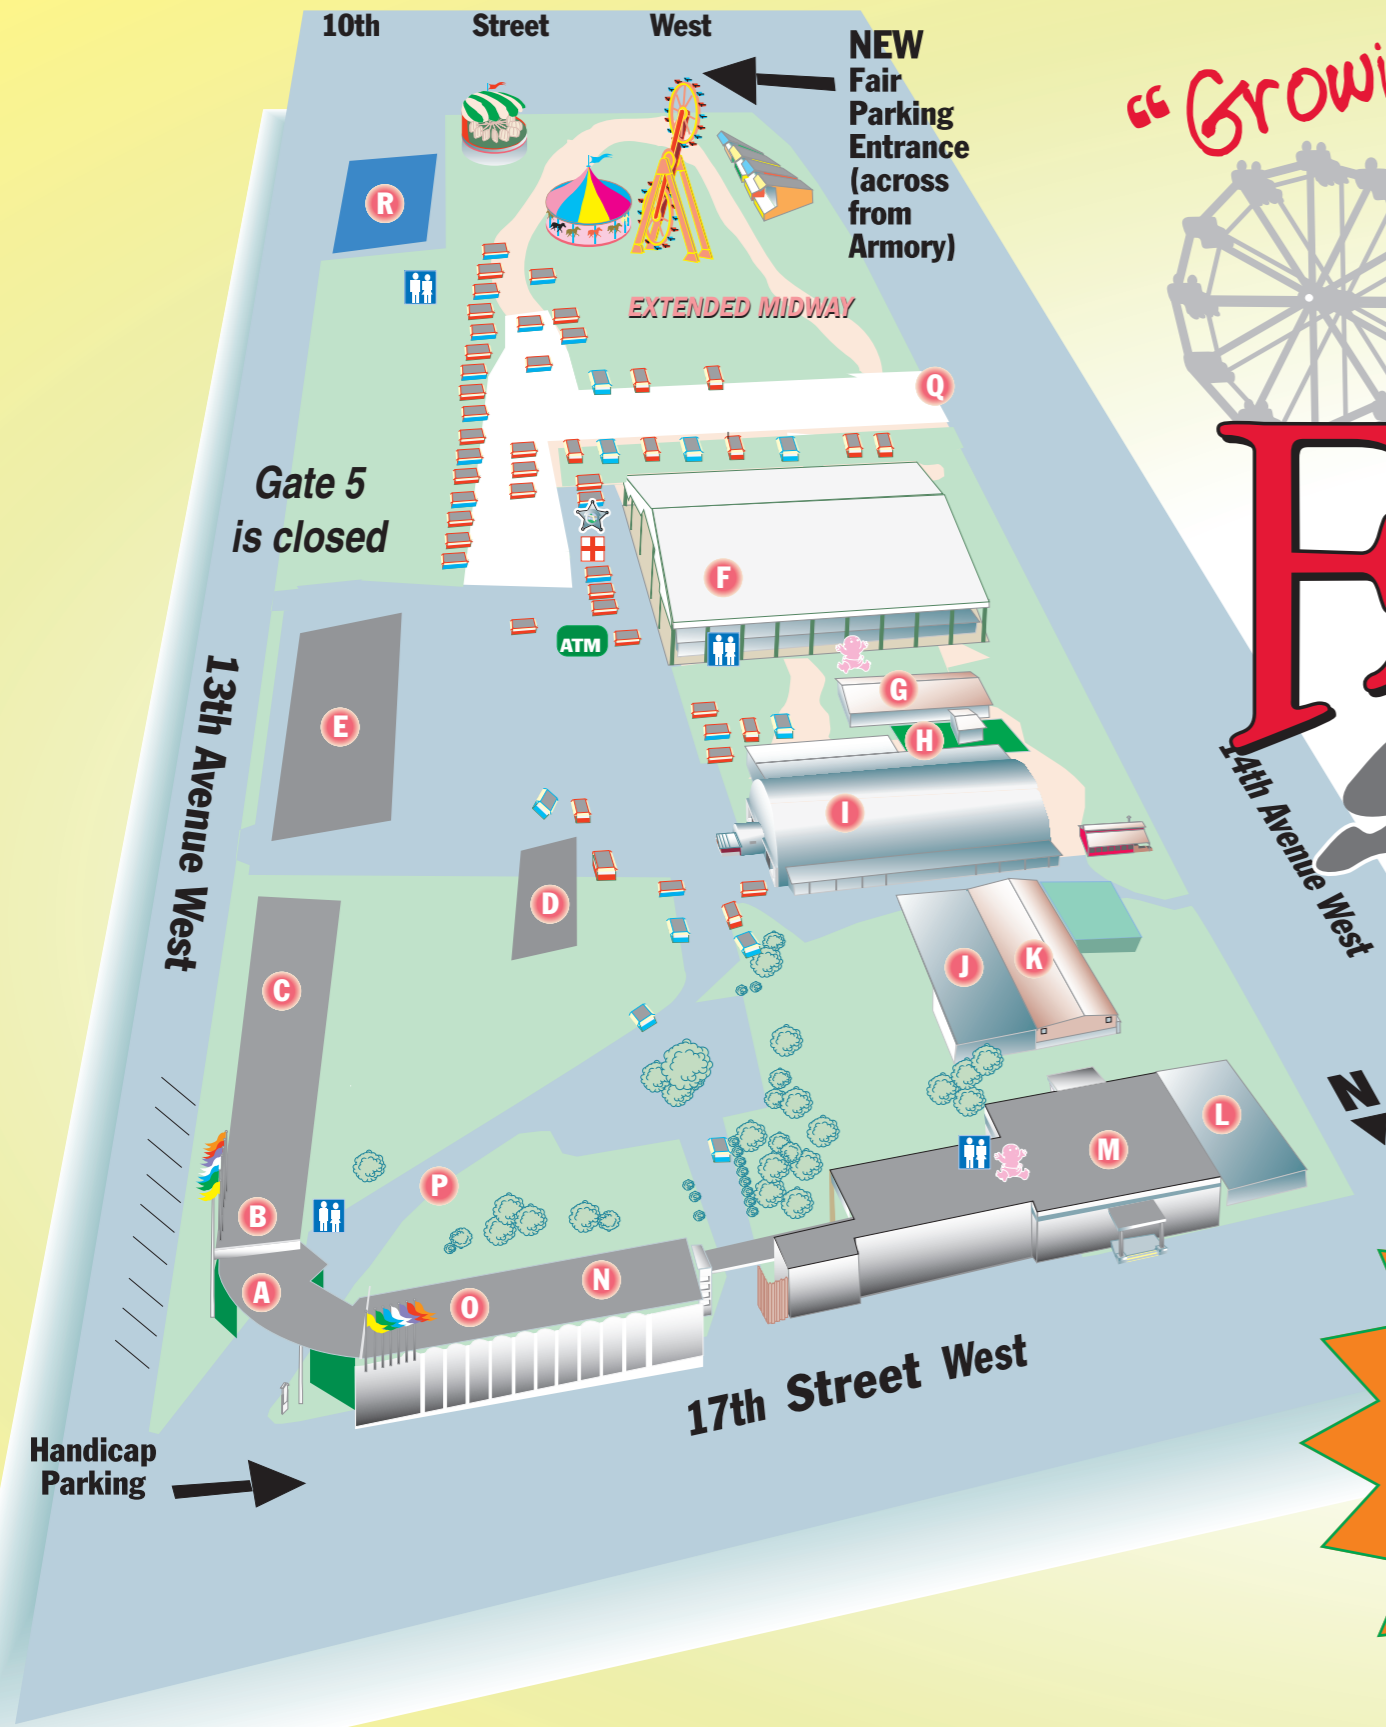 10th Street West
NEW
Fair
Parking
Entrance
(across
from
Armory)
“Growi
R
EXTENDED MIDWAY
Q
Gate 5
is closed
F
ATM
13th Avenue West
E
G
H
I
14th Avenue West
D
C
J
K
N
L
M
P
B
A
O
N
17th Street West
Handicap
Parking